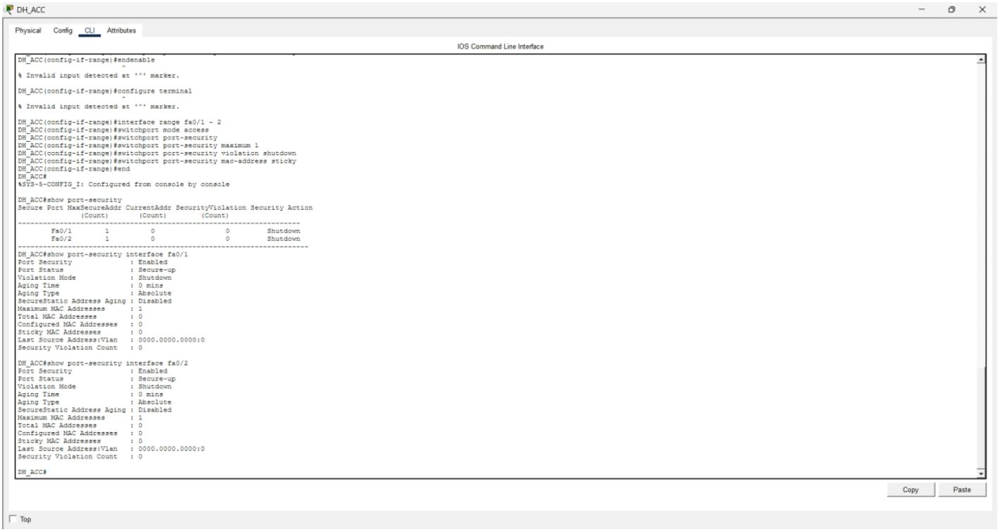 DH_ACC
Physical Config CLI Attributes
IOS Command Line Interface
DH_ACC(config-if-range)#endenable
^
% Invalid input detected at '^' marker.
DH_ACC(config-if-range)#configure terminal
^
% Invalid input detected at '^' marker.
DH_ACC(config-if-range)#interface range fa0/1 - 2
DH_ACC(config-if-range)#switchport mode access
DH_ACC(config-if-range)#switchport port-security
DH_ACC(config-if-range)#switchport port-security maximum 1
DH_ACC(config-if-range)#switchport port-security violation shutdown
DH_ACC(config-if-range)#switchport port-security mac-address sticky
DH_ACC(config-if-range)#end
DH_ACC#
%SYS-5-CONFIG_I: Configured from console by console
DH_ACC#show port-security
Secure Port MaxSecureAddr CurrentAddr SecurityViolation Security Action
(Count) (Count) (Count)
--------------------------------------------------------------------
Fa0/1 1 0 0 Shutdown
Fa0/2 1 0 0 Shutdown
----------------------------------------------------------------------
DH_ACC#show port-security interface fa0/1
Port Security : Enabled
Port Status : Secure-up
Violation Mode : Shutdown
Aging Time : 0 mins
Aging Type : Absolute
SecureStatic Address Aging : Disabled
Maximum MAC Addresses : 1
Total MAC Addresses : 0
Configured MAC Addresses : 0
Sticky MAC Addresses : 0
Last Source Address:Vlan : 0000.0000.0000:0
Security Violation Count : 0
DH_ACC#show port-security interface fa0/2
Port Security : Enabled
Port Status : Secure-up
Violation Mode : Shutdown
Aging Time : 0 mins
Aging Type : Absolute
SecureStatic Address Aging : Disabled
Maximum MAC Addresses : 1
Total MAC Addresses : 0
Configured MAC Addresses : 0
Sticky MAC Addresses : 0
Last Source Address:Vlan : 0000.0000.0000:0
Security Violation Count : 0
DH_ACC#
Copy Paste
Top